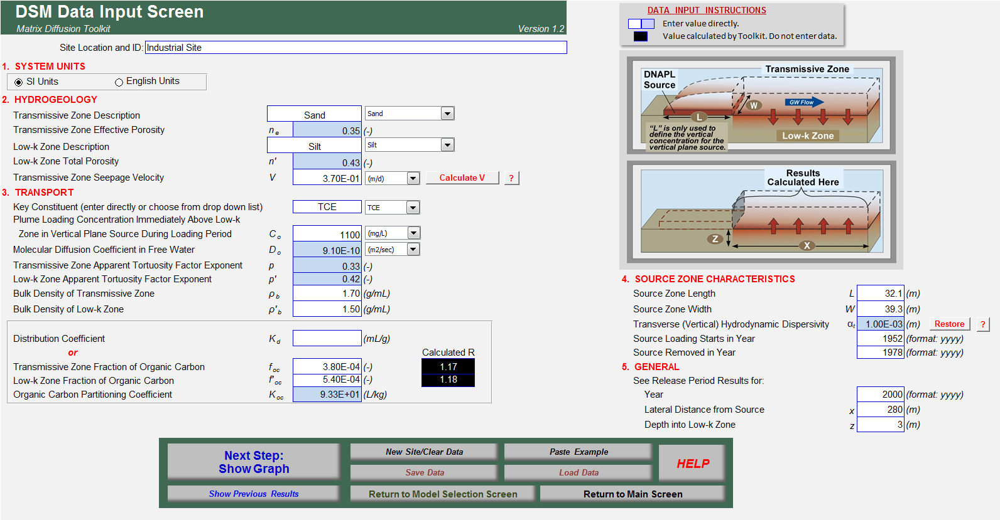 DSM Data Input Screen
Matrix Diffusion Toolkit Version 1.2
Site Location and ID: Industrial Site
DATA INPUT INSTRUCTIONS
Enter value directly.
Value calculated by Toolkit. Do not enter data.
1. SYSTEM UNITS
SI Units English Units
2. HYDROGEOLOGY
Transmissive Zone Description Sand Sand
Transmissive Zone Effective Porosity n e 0.35 (-)
Low-k Zone Description Silt Silt
Low-k Zone Total Porosity n' 0.43 (-)
Transmissive Zone Seepage Velocity V 3.70E-01 (m/d) Calculate V ?
3. TRANSPORT
Key Constituent (enter directly or choose from drop down list) TCE TCE
Plume Loading Concentration Immediately Above Low-k
Zone in Vertical Plane Source During Loading Period C o 1100 (mg/L)
Molecular Diffusion Coefficient in Free Water D o 9.10E-10 (m2/sec)
Transmissive Zone Apparent Tortuosity Factor Exponent p 0.33 (-)
Low-k Zone Apparent Tortuosity Factor Exponent p' 0.42 (-)
Bulk Density of Transmissive Zone ρ b 1.70 (g/mL)
Bulk Density of Low-k Zone ρ' b 1.50 (g/mL)
Distribution Coefficient K d (mL/g)
or
Calculated R
Transmissive Zone Fraction of Organic Carbon f oc 3.80E-04 (-) 1.17
Low-k Zone Fraction of Organic Carbon f' oc 5.40E-04 (-) 1.18
Organic Carbon Partitioning Coefficient K oc 9.33E+01 (L/kg)
Transmissive Zone
DNAPL
Source
GW Flow
W
L
"L" is only used to
define the vertical
concentration for the
vertical plane source.
Low-k Zone
Results
Calculated Here
Z
X
4. SOURCE ZONE CHARACTERISTICS
Source Zone Length L 32.1 (m)
Source Zone Width W 39.3 (m)
Transverse (Vertical) Hydrodynamic Dispersivity α t 1.00E-03 (m) Restore ?
Source Loading Starts in Year 1952 (format: yyyy)
Source Removed in Year 1978 (format: yyyy)
5. GENERAL
See Release Period Results for:
Year 2000 (format: yyyy)
Lateral Distance from Source x 280 (m)
Depth into Low-k Zone z 3 (m)
Next Step:
Show Graph
New Site/Clear Data Paste Example
Save Data Load Data
HELP
Show Previous Results Return to Model Selection Screen Return to Main Screen